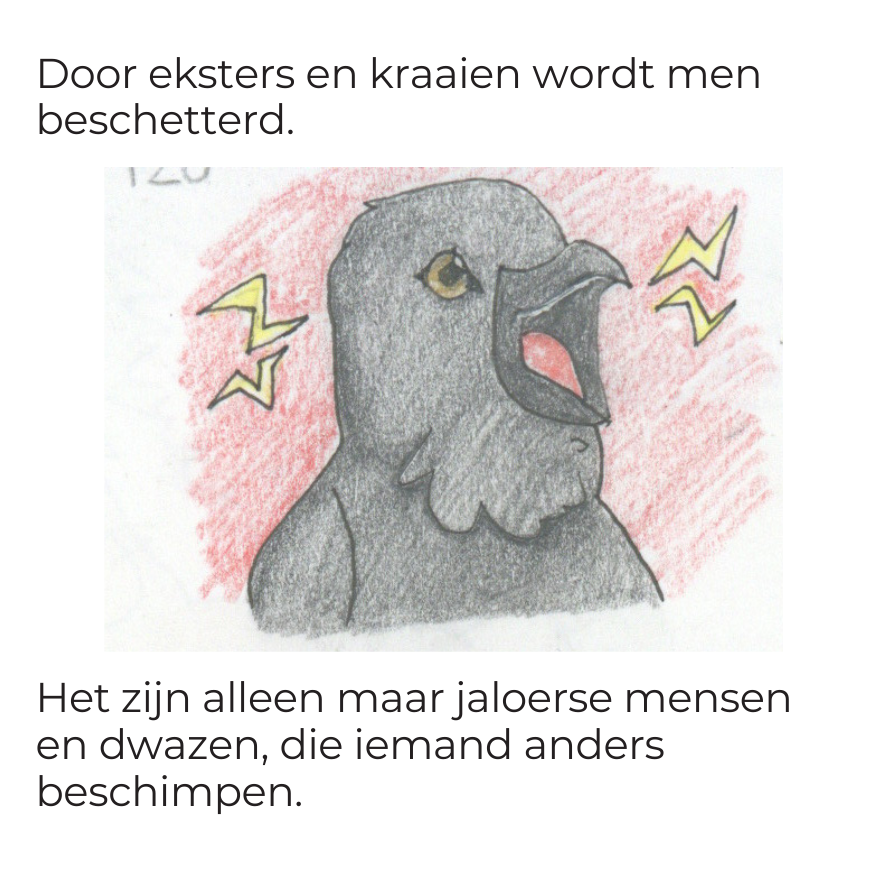 Door eksters en kraaien wordt men
beschetterd.
Het zijn alleen maar jaloerse mensen
en dwazen, die iemand anders
beschimpen.